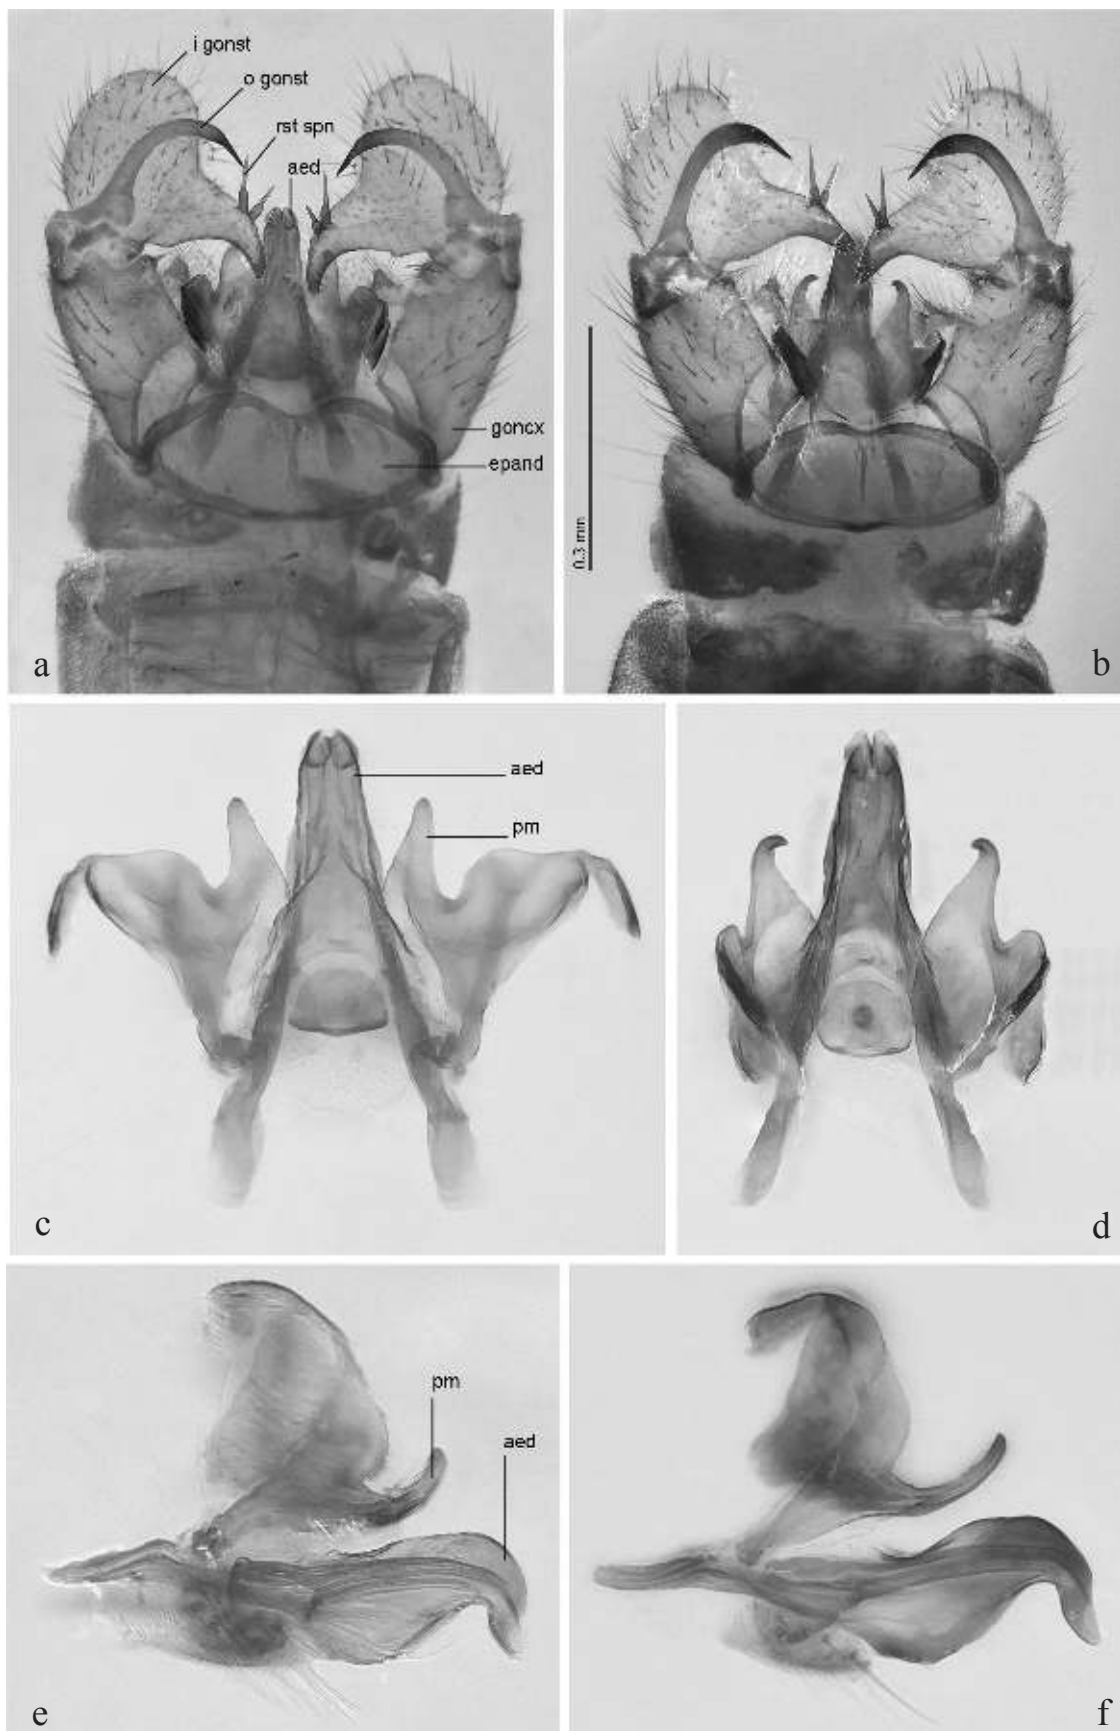 i gonst
o gonst
rst spn
aed
goncx
epand
a
0.3 mm
b
aed
pm
c
d
pm
aed
e
f